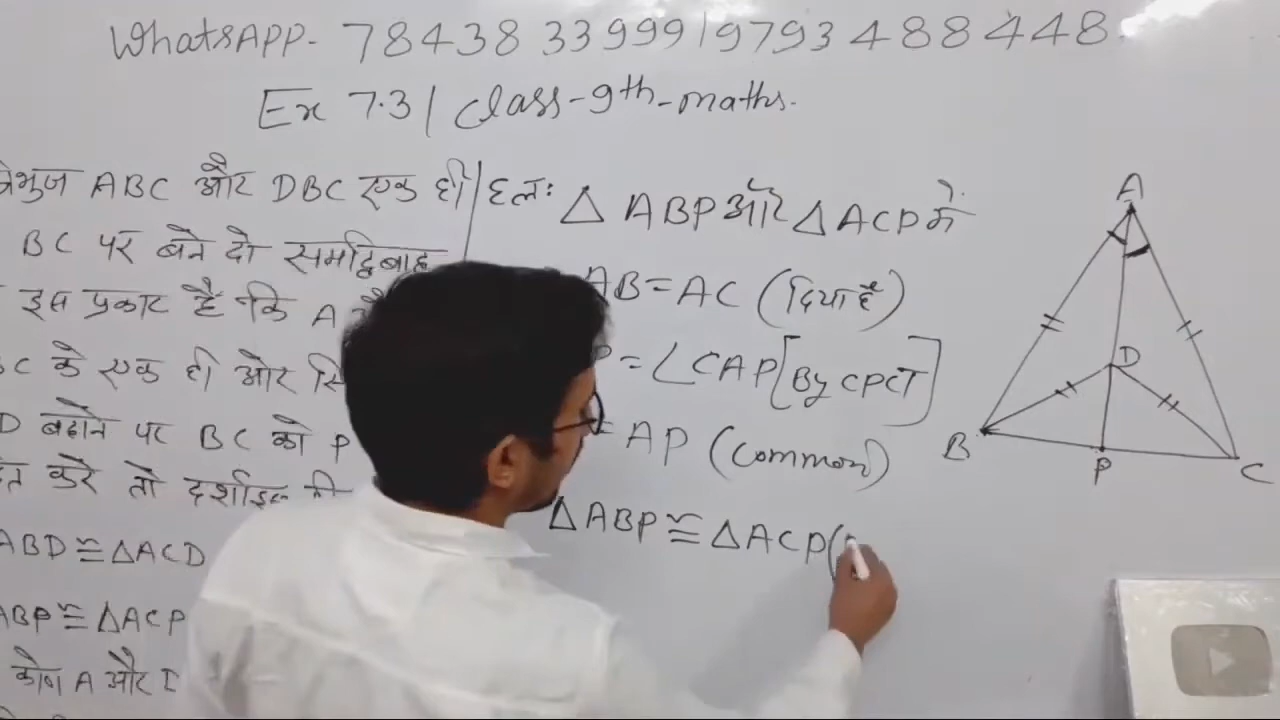 WhatsApp- 7843833999|9793488448
Ex 7.3 | Class-9th-maths.
ABC और DBC एक ही
BC पर बने दो समद्विबाहु
इस प्रकार है कि A
के एक ही ओर
D बढ़ाने पर BC को P
करे तो दर्शाइए
ABD ≅ △ACD
ABP ≅ △ACP
कोण A और D
हलः △ ABP और △ ACP में
AB = AC (दिया है)
= ∠CAP [By CPCT]
= AP (Common)
△ABP ≅ △ACP (
A
D
B
P
C